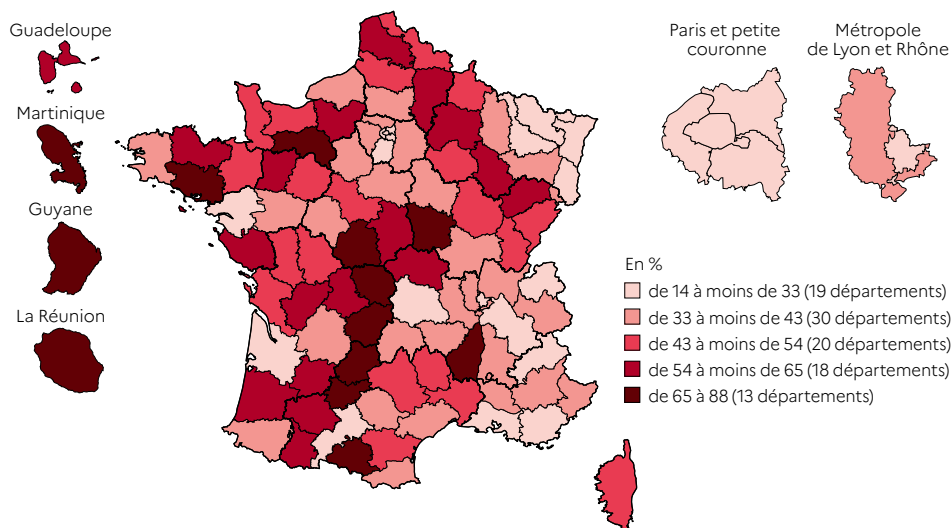 Guadeloupe
Martinique
Guyane
La Réunion
Paris et petite
couronne
Métropole
de Lyon et Rhône
En %
de 14 à moins de 33 (19 départements)
de 33 à moins de 43 (30 départements)
de 43 à moins de 54 (20 départements)
de 54 à moins de 65 (18 départements)
de 65 à 88 (13 départements)